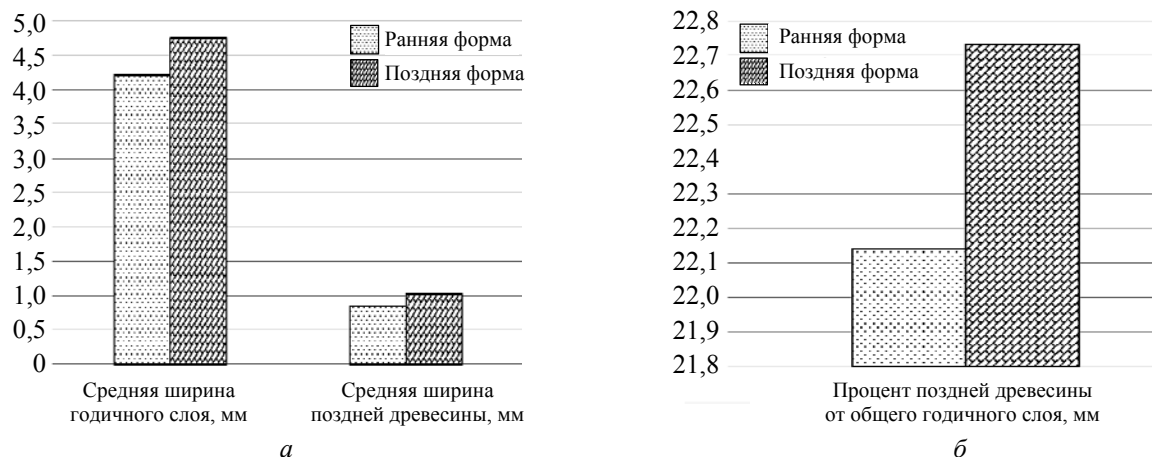 5,0
4,5
4,0
3,5
3,0
2,5
2,0
1,5
1,0
0,5
0
Ранняя форма
Поздняя форма
Средняя ширина
годичного слоя, мм
Средняя ширина
поздней древесины, мм
а
22,8
22,7
22,6
22,5
22,4
22,3
22,2
22,1
22,0
21,9
21,8
Ранняя форма
Поздняя форма
Процент поздней древесины
от общего годичного слоя, мм
б